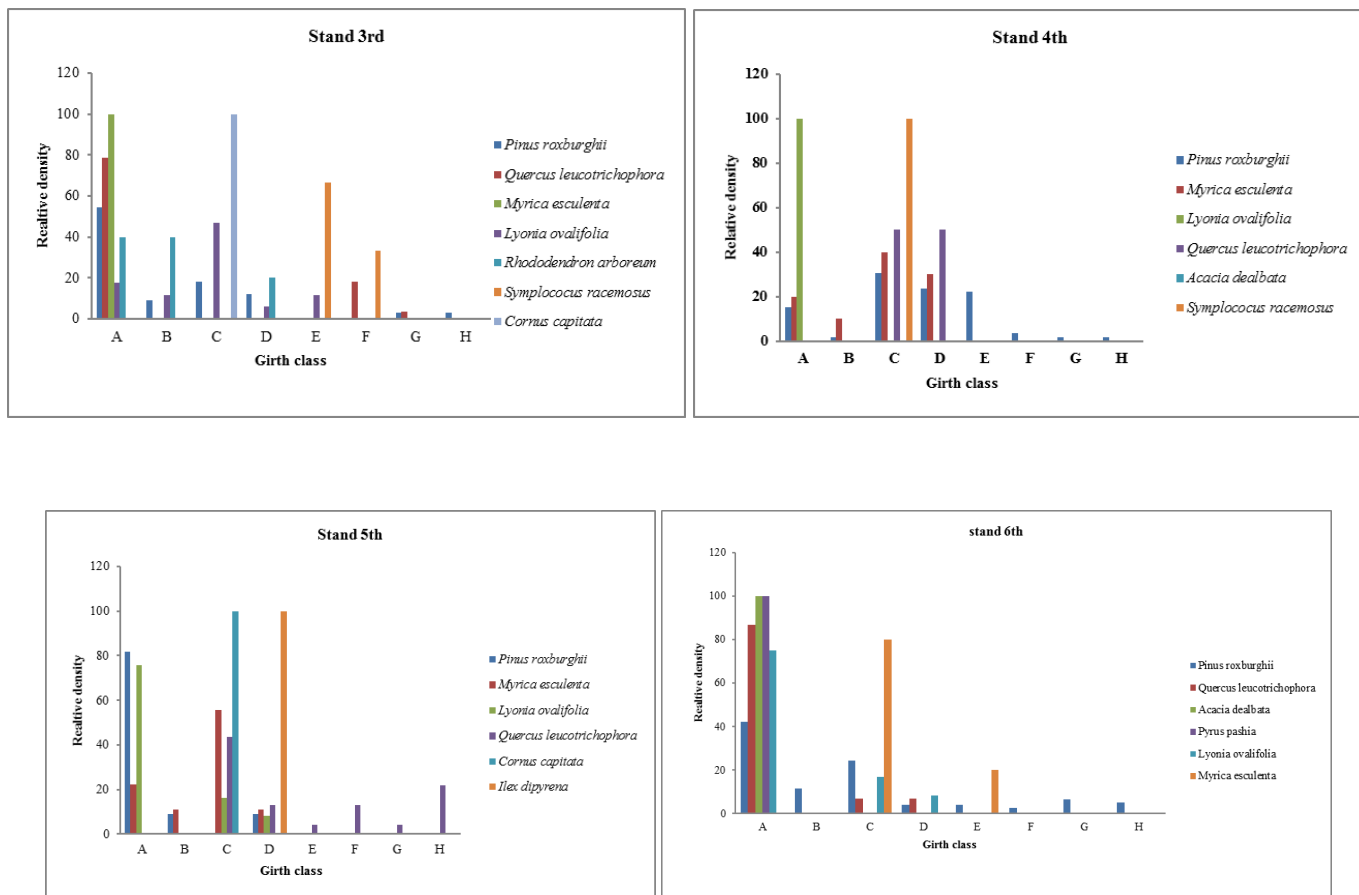 Stand 3rd
120
100
80
60
40
20
0
Realtive density
A B C D E F G H
Girth class
Pinus roxburghii
Quercus leucotrichophora
Myrica esculenta
Lyonia ovalifolia
Rhododendron arboreum
Symplococus racemosus
Cornus capitata
Stand 4th
120
100
80
60
40
20
0
Relative density
A B C D E F G H
Girth class
Pinus roxburghii
Myrica esculenta
Lyonia ovalifolia
Quercus leucotrichophora
Acacia dealbata
Symplococus racemosus
Stand 5th
120
100
80
60
40
20
0
Realtive density
A B C D E F G H
Girth class
Pinus roxburghii
Myrica esculenta
Lyonia ovalifolia
Quercus leucotrichophora
Cornus capitata
Ilex dipyrena
stand 6th
120
100
80
60
40
20
0
Realtive density
A B C D E F G H
Girth class
Pinus roxburghii
Quercus leucotrichophora
Acacia dealbata
Pyrus pashia
Lyonia ovalifolia
Myrica esculenta